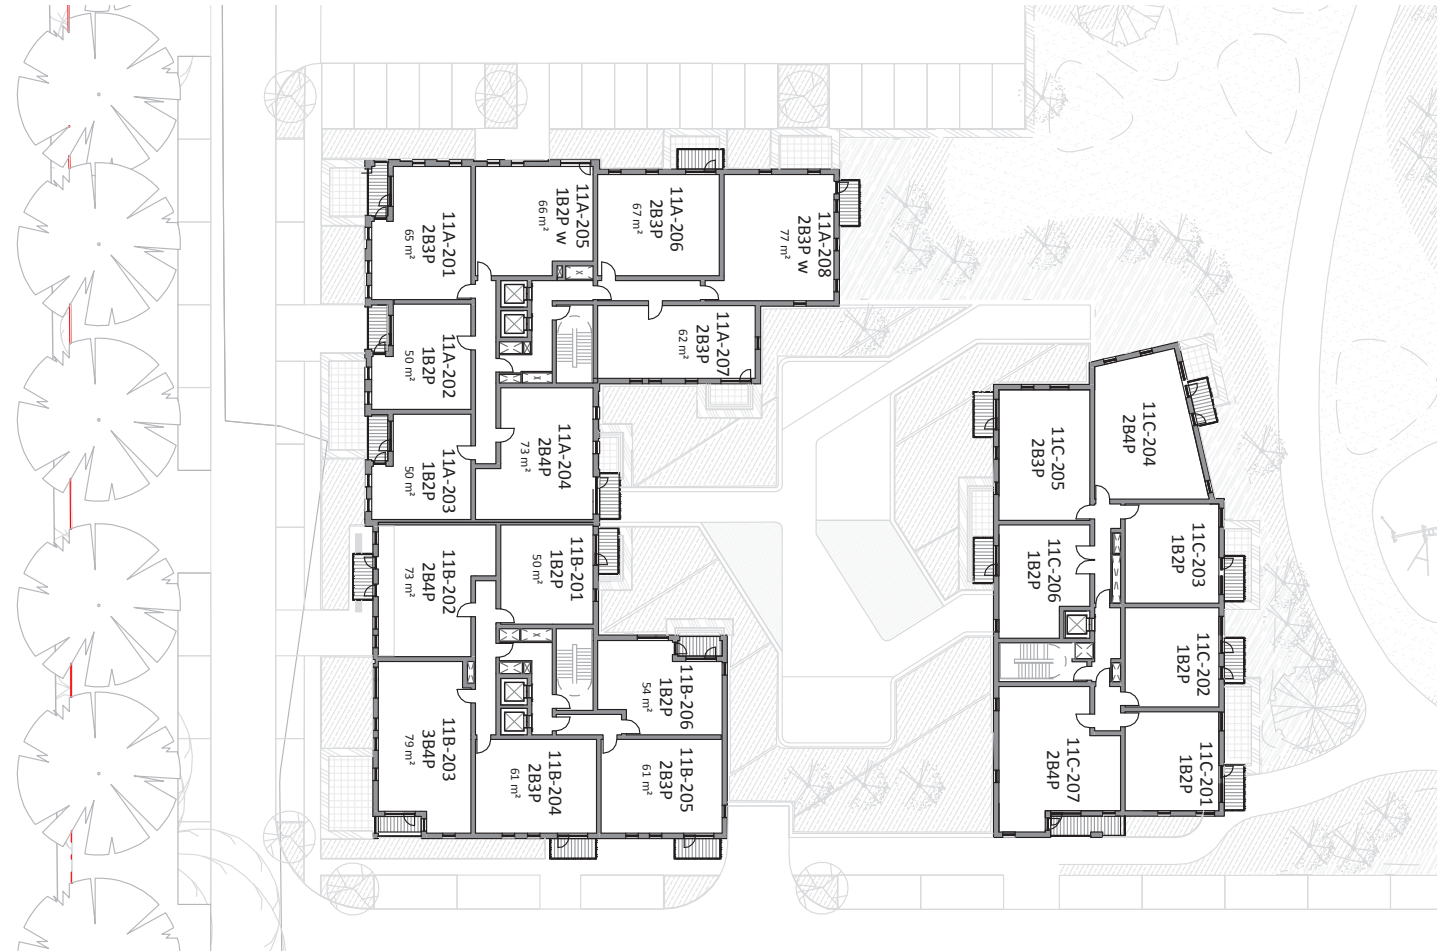 11A-201
2B3P
65 m²
11A-205
1B2P w
66 m²
11A-206
2B3P
67 m²
11A-208
2B3P w
77 m²
11A-202
1B2P
50 m²
11A-207
2B3P
62 m²
11A-203
1B2P
50 m²
11A-204
2B4P
73 m²
11B-202
2B4P
73 m²
11B-201
1B2P
50 m²
11B-206
1B2P
54 m²
11B-203
3B4P
79 m²
11B-204
2B3P
61 m²
11B-205
2B3P
61 m²
11C-205
2B3P
11C-204
2B4P
11C-206
1B2P
11C-203
1B2P
11C-202
1B2P
11C-207
2B4P
11C-201
1B2P